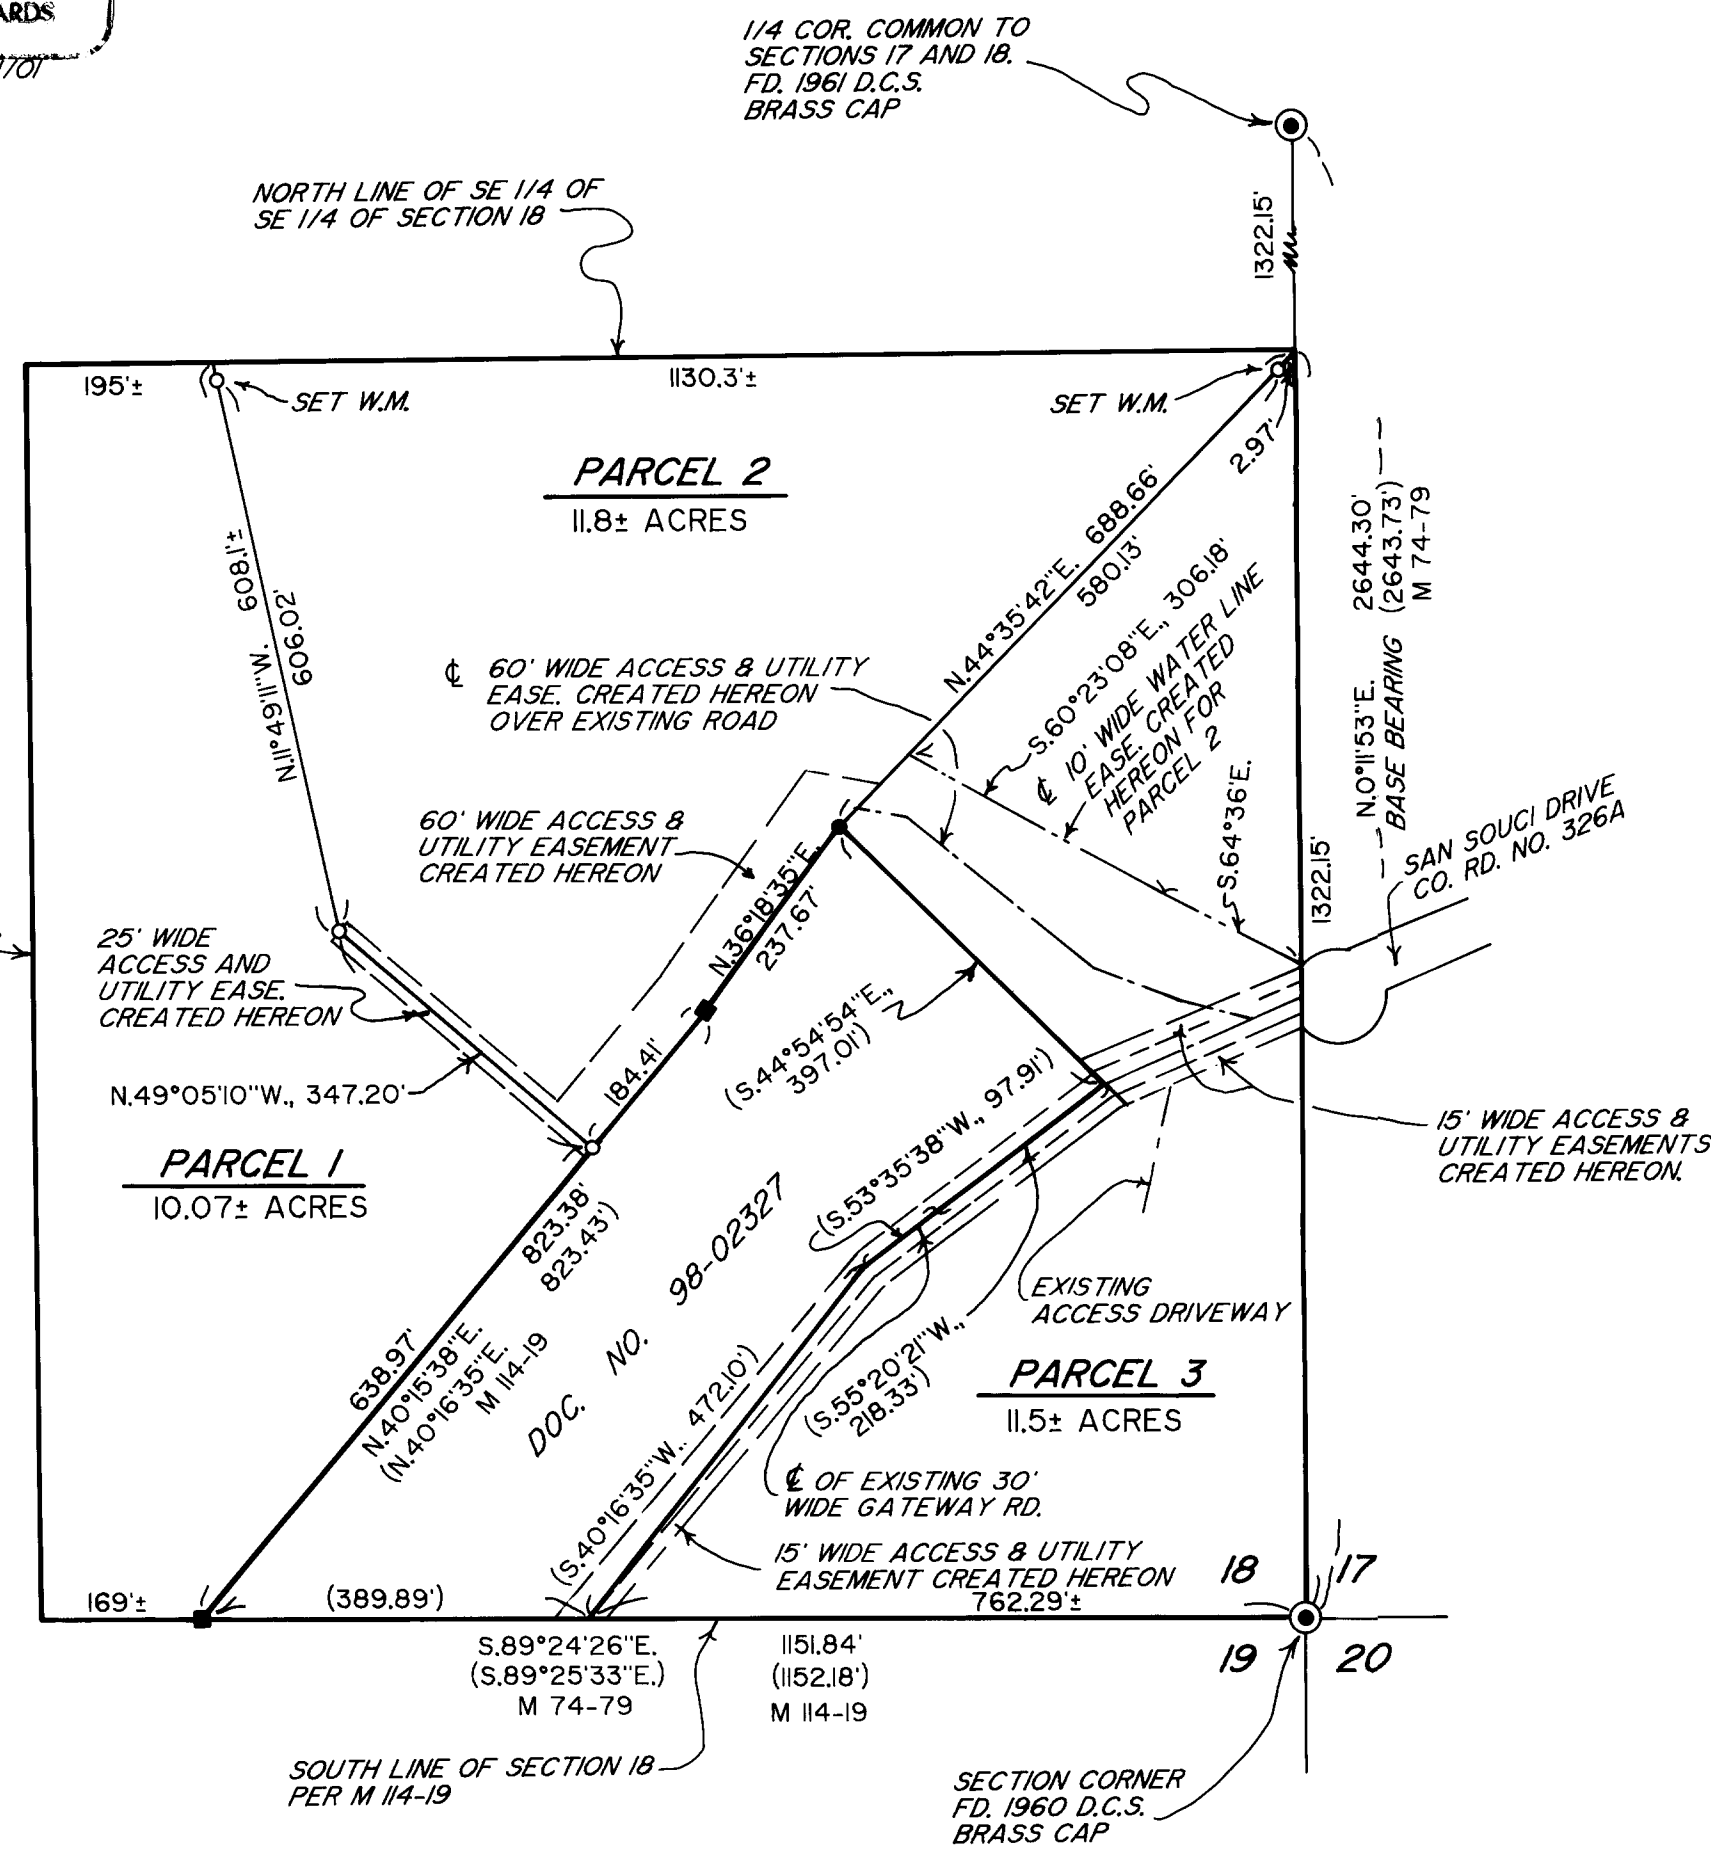 1/4 COR. COMMON TO
SECTIONS 17 AND 18.
FD. 1961 D.C.S.
BRASS CAP
NORTH LINE OF SE 1/4 OF
SE 1/4 OF SECTION 18
1322.15'
195'±
SET W.M.
1130.3'±
SET W.M.
2.97'
PARCEL 2
11.8± ACRES
N.11°49'11"W. 608.1'±
606.02'
N.44°35'42"E. 688.66'
580.13'
S.60°23'08"E., 306.18'
℄ 10' WIDE WATER LINE
EASE. CREATED
HEREON FOR
PARCEL 2
N.0°11'53"E. 2644.30'
BASE BEARING (2643.73')
M 74-79
℄ 60' WIDE ACCESS & UTILITY
EASE. CREATED HEREON
OVER EXISTING ROAD
60' WIDE ACCESS &
UTILITY EASEMENT
CREATED HEREON
N.36°18'35"E.
237.67'
S.64°36'E.
1322.15'
SAN SOUCI DRIVE
CO. RD. NO. 326A
25' WIDE
ACCESS AND
UTILITY EASE.
CREATED HEREON
N.49°05'10"W., 347.20'
184.41'
(S.44°54'54"E.,
397.01')
PARCEL 1
10.07± ACRES
823.38'
823.43')
638.97'
N.40°15'38"E.
(N.40°16'35"E.
M 114-19
DOC. NO. 98-02327
(S.53°35'38"W., 97.91')
15' WIDE ACCESS &
UTILITY EASEMENTS
CREATED HEREON.
EXISTING
ACCESS DRIVEWAY
(S.55°20'21"W.,
218.33')
PARCEL 3
11.5± ACRES
(S.40°16'35"W., 472.10')
℄ OF EXISTING 30'
WIDE GATEWAY RD.
15' WIDE ACCESS & UTILITY
EASEMENT CREATED HEREON
18 17
169'±
(389.89')
762.29'±
S.89°24'26"E. 1151.84'
(S.89°25'33"E.) (1152.18')
M 74-79 M 114-19
19 20
SOUTH LINE OF SECTION 18
PER M 114-19
SECTION CORNER
FD. 1960 D.C.S.
BRASS CAP